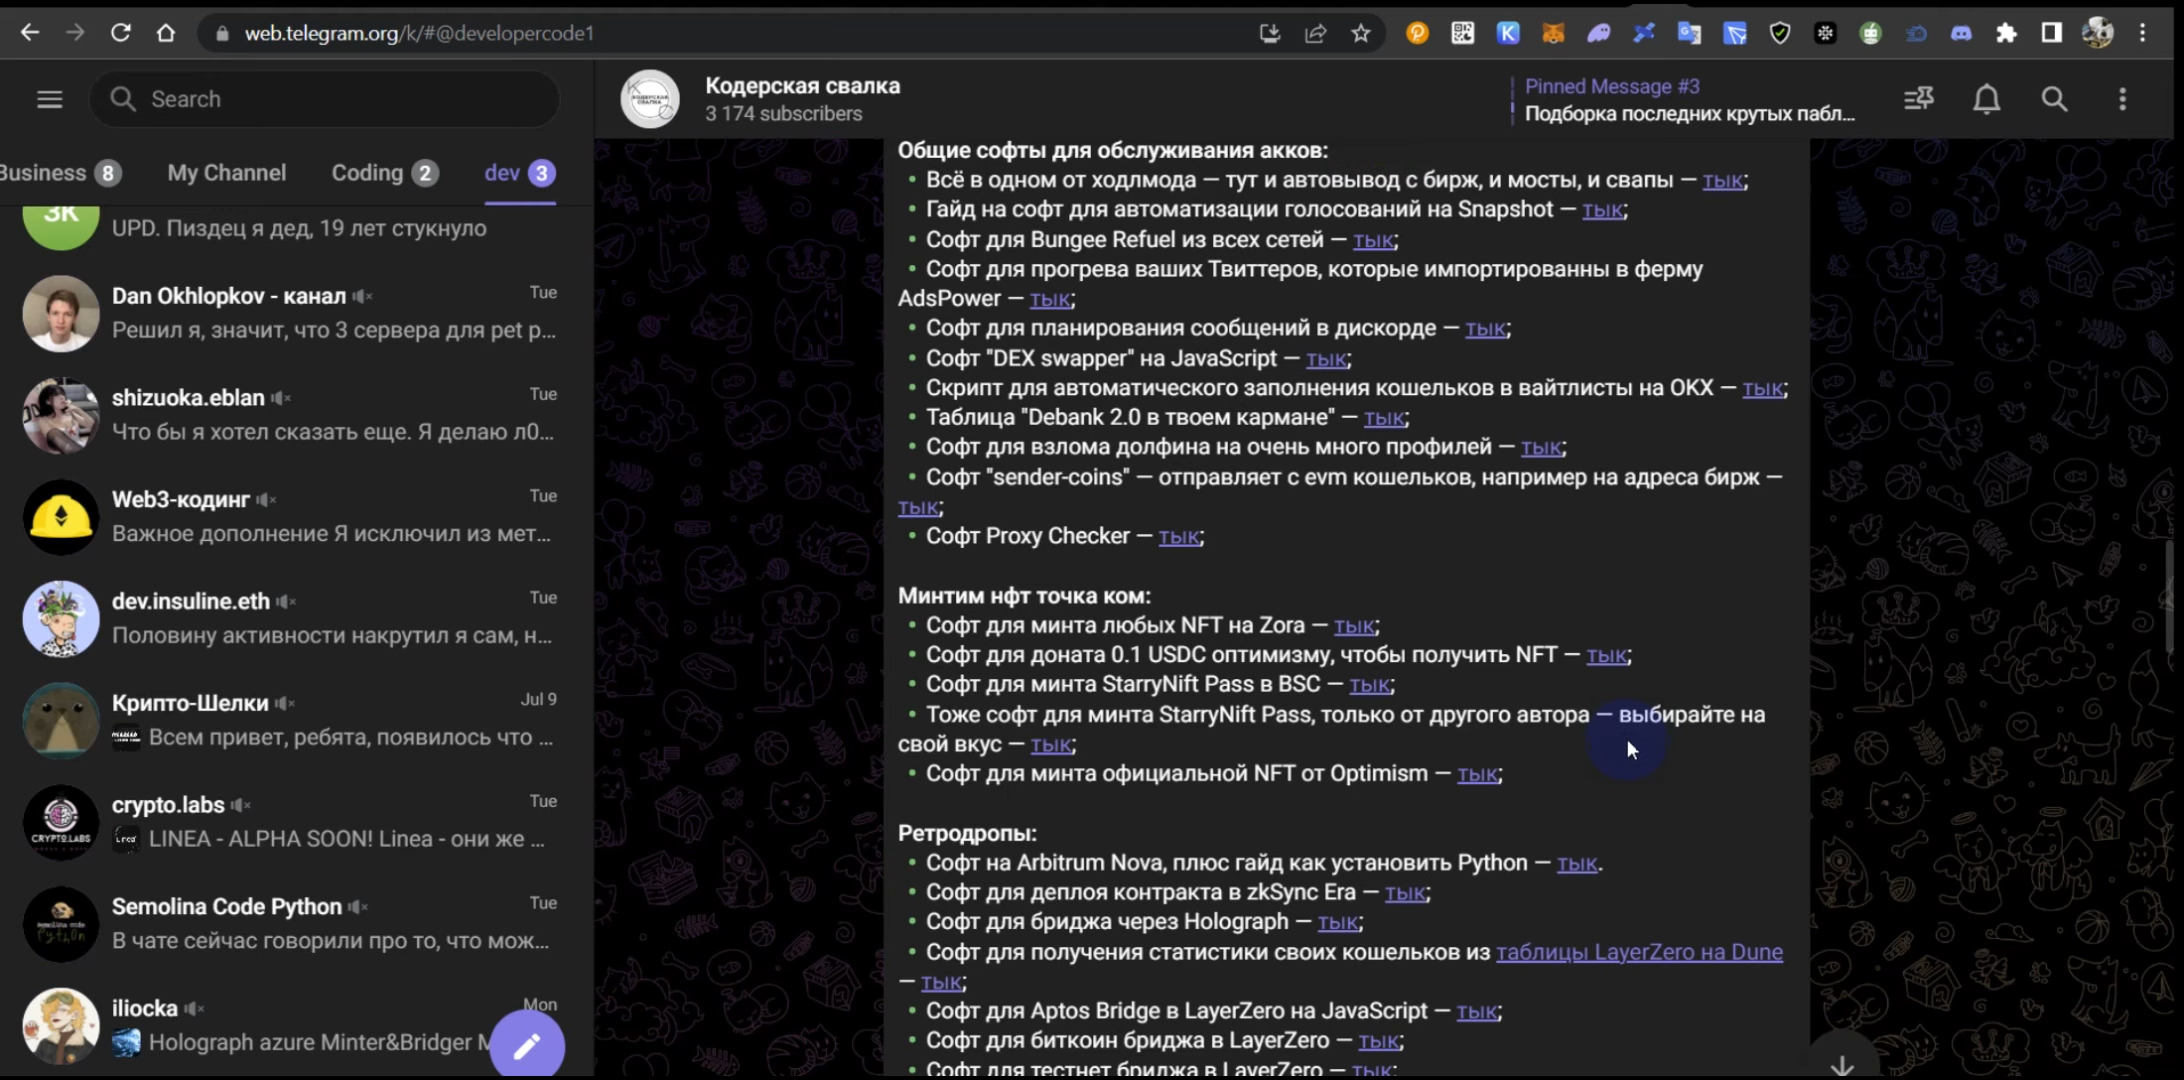 web.telegram.org/k/#@developercode1
Search
Business 8 My Channel Coding 2 dev 3
3K
UPD. Пиздец я дед, 19 лет стукнуло
Dan Okhlopkov - канал Tue
Решил я, значит, что 3 сервера для pet p...
shizuoka.eblan Tue
Что бы я хотел сказать еще. Я делаю л0...
Web3-кодинг Tue
Важное дополнение Я исключил из мет...
dev.insuline.eth Tue
Половину активности накрутил я сам, н...
Крипто-Шелки Jul 9
Всем привет, ребята, появилось что ...
crypto.labs Tue
CRYPTO.LABS
LINEA - ALPHA SOON! Linea - они же ...
Semolina Code Python Tue
В чате сейчас говорили про то, что мож...
iliocka Mon
Holograph azure Minter&Bridger M
Кодерская свалка
3 174 subscribers
Pinned Message #3
Подборка последних крутых пабл...
Общие софты для обслуживания акков:
• Всё в одном от ходлмода — тут и автовывод с бирж, и мосты, и свапы — тык;
• Гайд на софт для автоматизации голосований на Snapshot — тык;
• Софт для Bungee Refuel из всех сетей — тык;
• Софт для прогрева ваших Твиттеров, которые импортированны в ферму
AdsPower — тык;
• Софт для планирования сообщений в дискорде — тык;
• Софт "DEX swapper" на JavaScript — тык;
• Скрипт для автоматического заполнения кошельков в вайтлисты на OKX — тык;
• Таблица "Debank 2.0 в твоем кармане" — тык;
• Софт для взлома долфина на очень много профилей — тык;
• Софт "sender-coins" — отправляет с evm кошельков, например на адреса бирж —
тык;
• Софт Proxy Checker — тык;
Минтим нфт точка ком:
• Софт для минта любых NFT на Zora — тык;
• Софт для доната 0.1 USDC оптимизму, чтобы получить NFT — тык;
• Софт для минта StarryNift Pass в BSC — тык;
• Тоже софт для минта StarryNift Pass, только от другого автора — выбирайте на
свой вкус — тык;
• Софт для минта официальной NFT от Optimism — тык;
Ретродропы:
• Софт на Arbitrum Nova, плюс гайд как установить Python — тык.
• Софт для деплоя контракта в zkSync Era — тык;
• Софт для бриджа через Holograph — тык;
• Софт для получения статистики своих кошельков из таблицы LayerZero на Dune
— тык;
• Софт для Aptos Bridge в LayerZero на JavaScript — тык;
• Софт для биткоин бриджа в LayerZero — тык;
• Софт для тестнет бриджа в LayerZero — тык;